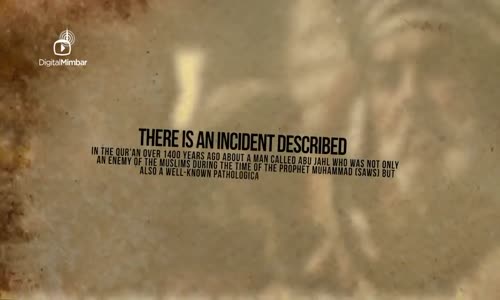 DigitalMimbar
THERE IS AN INCIDENT DESCRIBED
IN THE QUR'AN OVER 1400 YEARS AGO ABOUT A MAN CALLED ABU JAHL WHO WAS NOT ONLY
AN ENEMY OF THE MUSLIMS DURING THE TIME OF THE PROPHET MUHAMMAD (SAWS) BUT
ALSO A WELL-KNOWN PATHOLOGICA